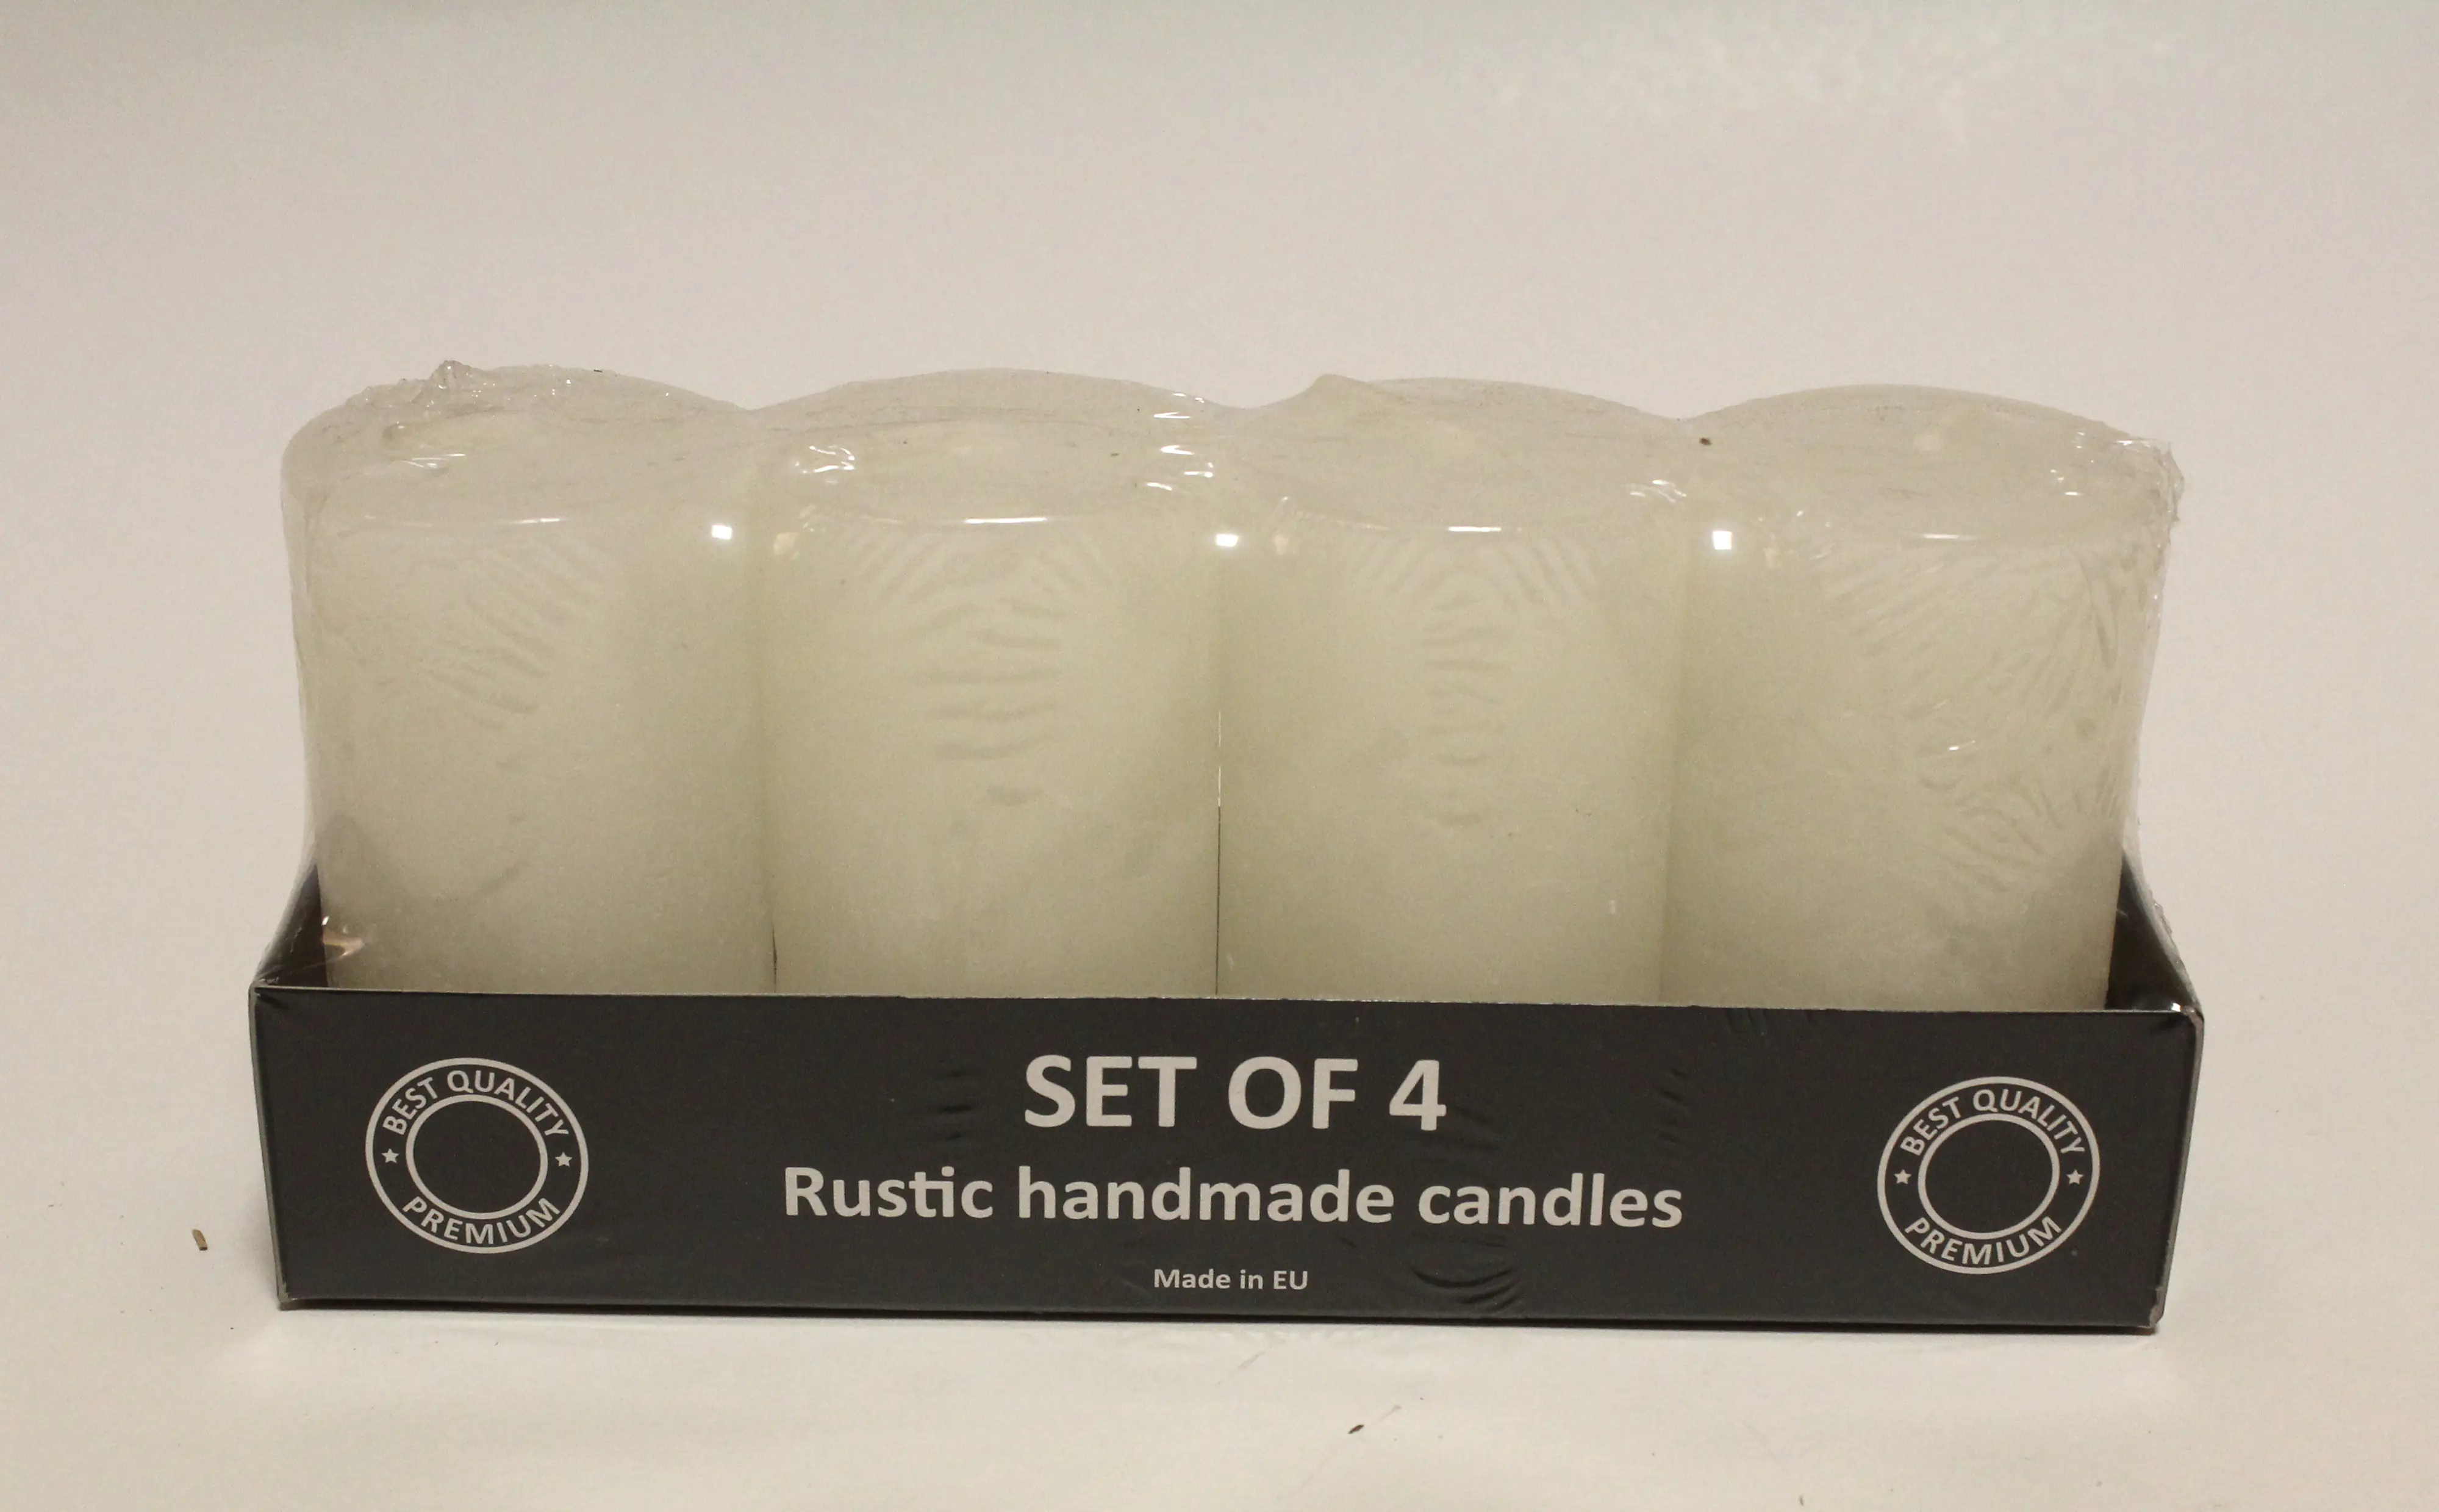 SET OF 4
Rustic handmade candles
Made in EU
BEST QUALITY
PREMIUM
BEST QUALITY
PREMIUM